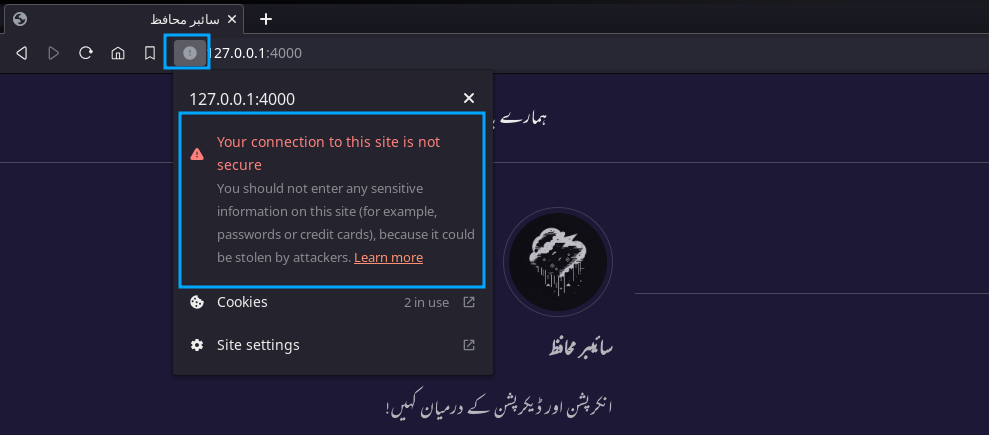 سائبر محافظ
127.0.0.1:4000
127.0.0.1:4000
ہمارے
Your connection to this site is not
secure
You should not enter any sensitive
information on this site (for example,
passwords or credit cards), because it could
be stolen by attackers. Learn more
Cookies 2 in use
Site settings
سائیبر محافظ
انکرپشن اور ڈیکرپشن کے درمیان کہیں!